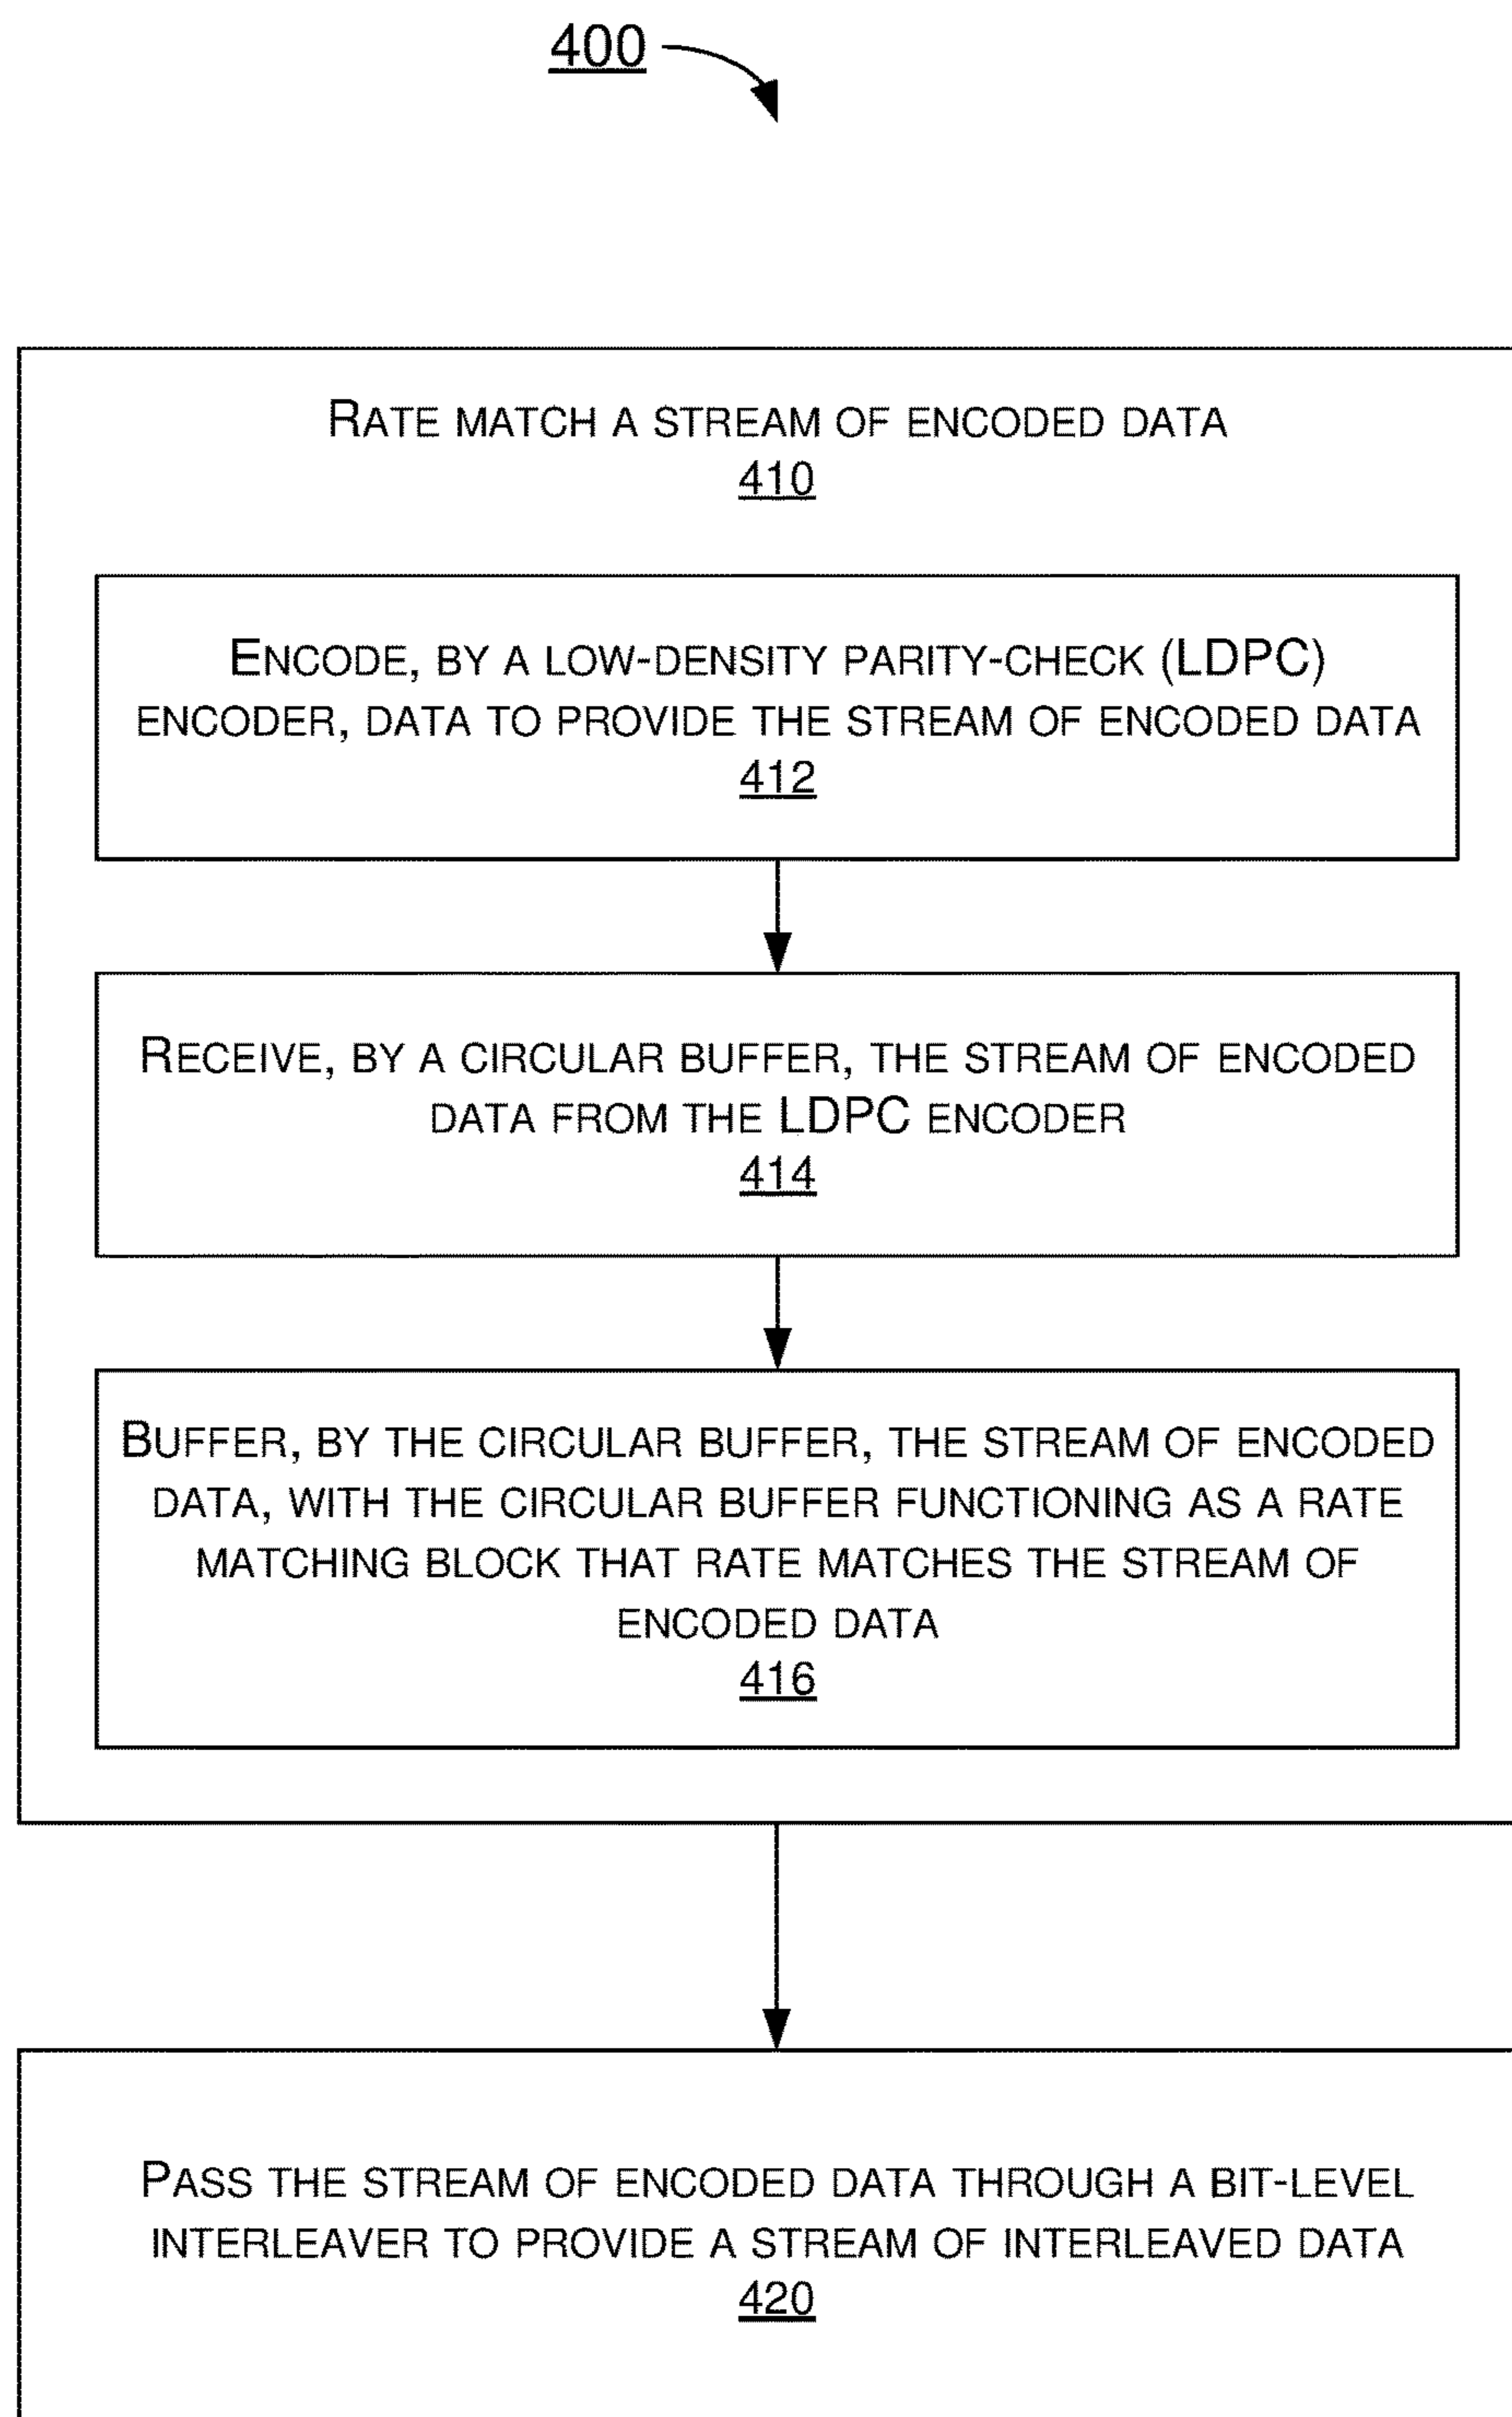 400
RATE MATCH A STREAM OF ENCODED DATA
410
ENCODE, BY A LOW-DENSITY PARITY-CHECK (LDPC)
ENCODER, DATA TO PROVIDE THE STREAM OF ENCODED DATA
412
RECEIVE, BY A CIRCULAR BUFFER, THE STREAM OF ENCODED
DATA FROM THE LDPC ENCODER
414
BUFFER, BY THE CIRCULAR BUFFER, THE STREAM OF ENCODED
DATA, WITH THE CIRCULAR BUFFER FUNCTIONING AS A RATE
MATCHING BLOCK THAT RATE MATCHES THE STREAM OF
ENCODED DATA
416
PASS THE STREAM OF ENCODED DATA THROUGH A BIT-LEVEL
INTERLEAVER TO PROVIDE A STREAM OF INTERLEAVED DATA
420